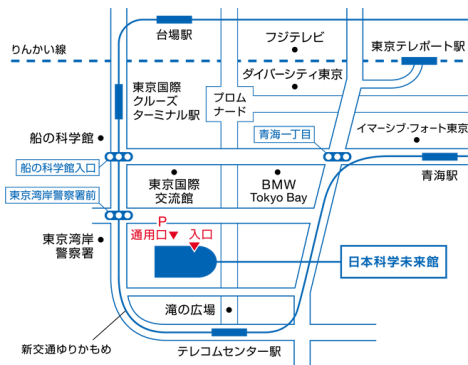 台場駅
フジテレビ
りんかい線
東京テレポート駅
ダイバーシティ東京
東京国際
クルーズ
ターミナル駅
プロム
ナード
船の科学館
青海一丁目
イマーシブ・フォート東京
船の科学館入口
東京国際
交流館
BMW
Tokyo Bay
青海駅
東京湾岸警察署前
P
通用口
入口
東京湾岸
警察署
日本科学未来館
滝の広場
新交通ゆりかもめ
テレコムセンター駅